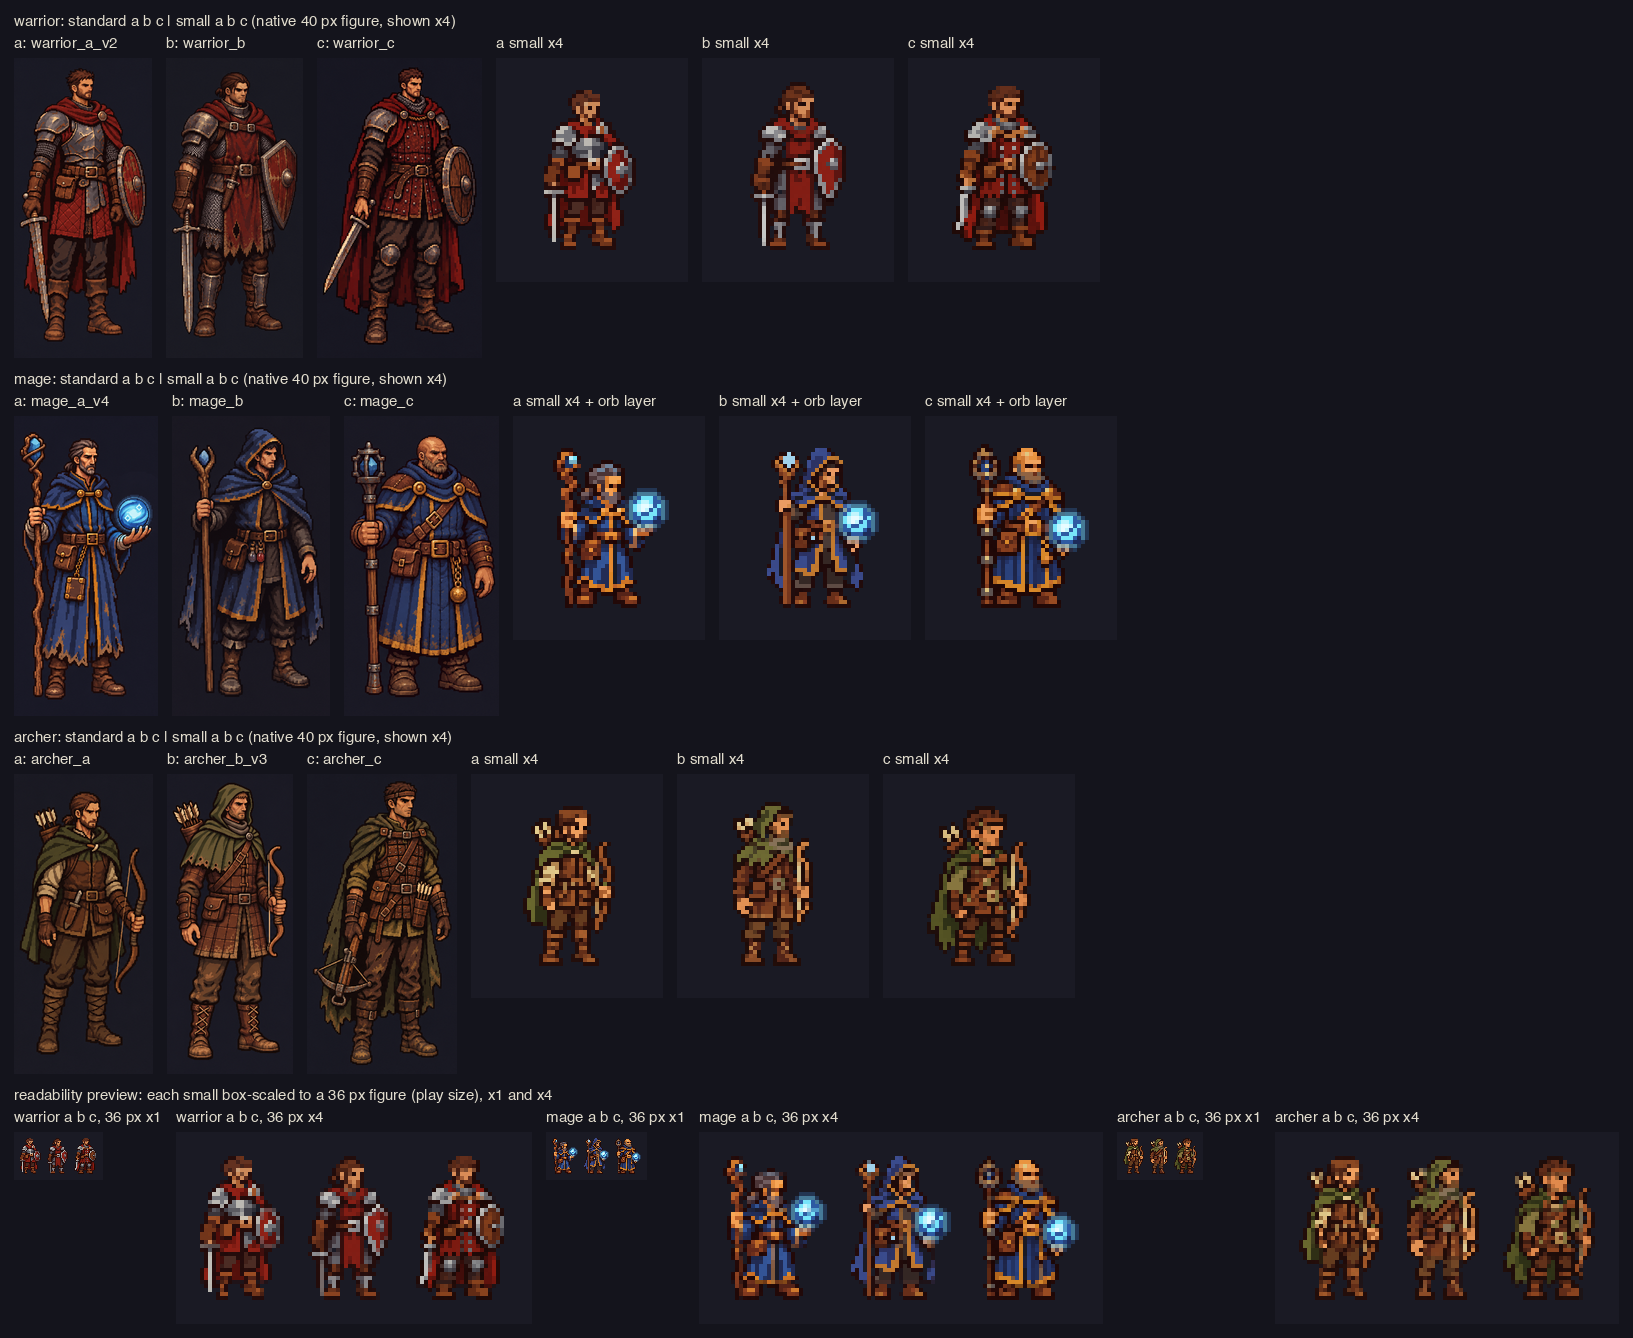 warrior: standard a b c | small a b c (native 40 px figure, shown x4)
a: warrior_a_v2
b: warrior_b
c: warrior_c
a small x4
b small x4
c small x4
mage: standard a b c | small a b c (native 40 px figure, shown x4)
a: mage_a_v4
b: mage_b
c: mage_c
a small x4 + orb layer
b small x4 + orb layer
c small x4 + orb layer
archer: standard a b c | small a b c (native 40 px figure, shown x4)
a: archer_a
b: archer_b_v3
c: archer_c
a small x4
b small x4
c small x4
readability preview: each small box-scaled to a 36 px figure (play size), x1 and x4
warrior a b c, 36 px x1
warrior a b c, 36 px x4
mage a b c, 36 px x1
mage a b c, 36 px x4
archer a b c, 36 px x1
archer a b c, 36 px x4